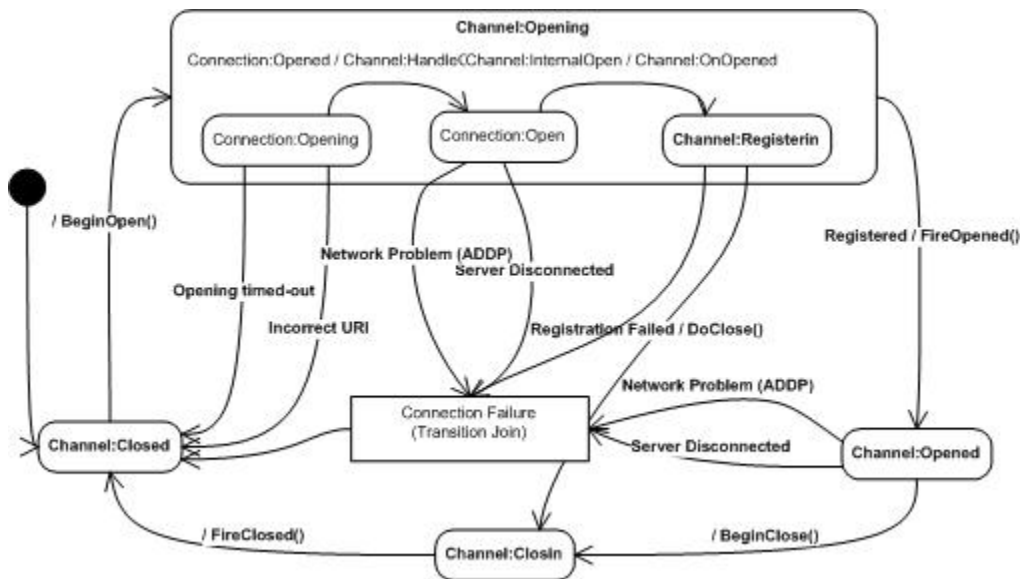 Channel:Opening
Connection:Opened / Channel:HandleO
Channel:InternalOpen / Channel:OnOpened
Connection:Opening
Connection:Open
Channel:Registerin
/ BeginOpen()
Registered / FireOpened()
Network Problem (ADDP)
Server Disconnected
Opening timed-out
Incorrect URI
Registration Failed / DoClose()
Network Problem (ADDP)
Connection Failure
(Transition Join)
Channel:Closed
Server Disconnected
Channel:Opened
/ FireClosed()
/ BeginClose()
Channel:ClosIn